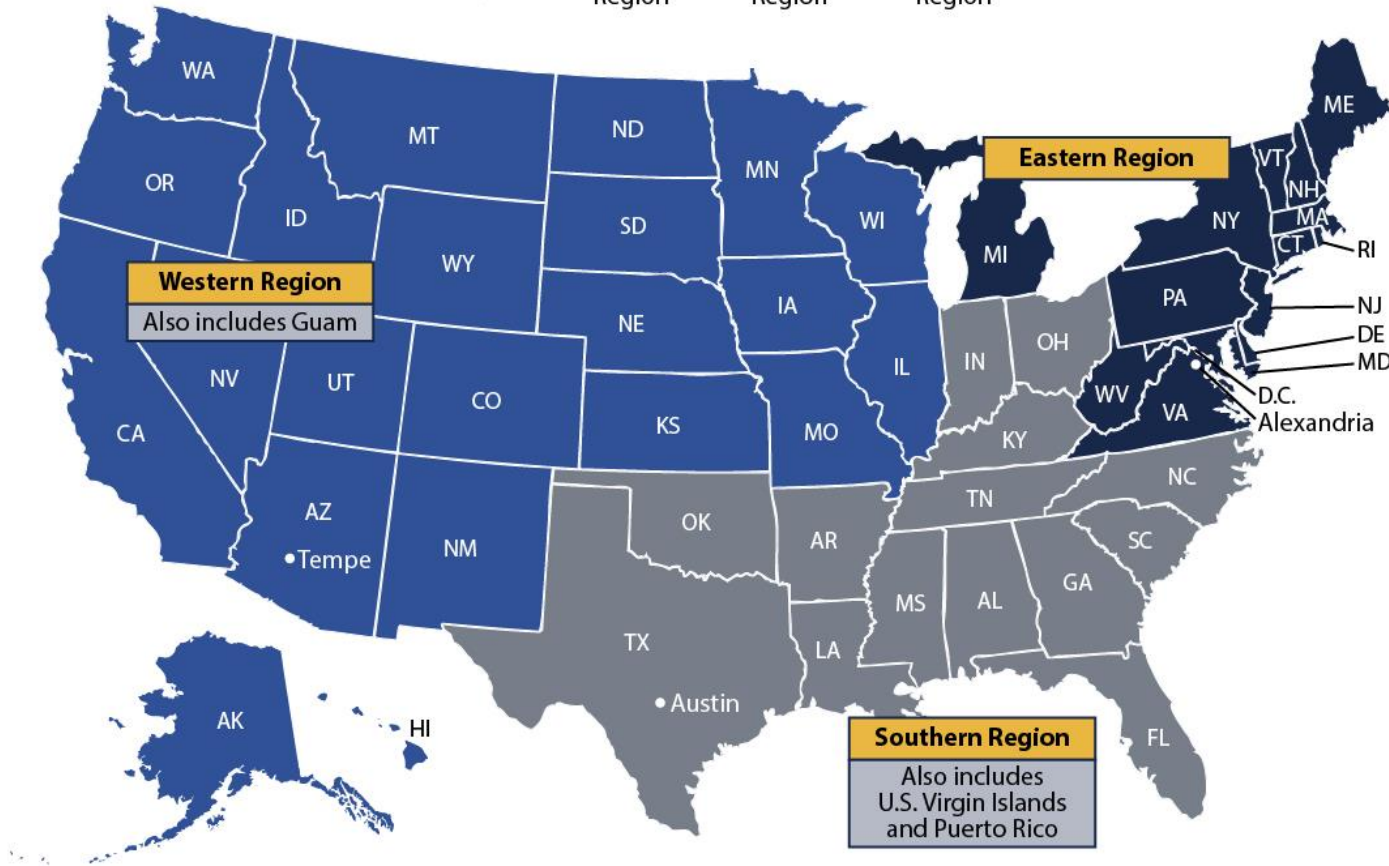 Region Region Region
WA
MT
ND
MN
ME
OR
ID
SD
WI
Eastern Region
VT
NH
NY
MA
CT
RI
WY
MI
Western Region
Also includes Guam
IA
NE
PA
NJ
DE
MD
NV
UT
CO
IL
IN
OH
WV
VA
D.C.
Alexandria
CA
KS
MO
KY
AZ
Tempe
NM
OK
AR
TN
NC
SC
MS
AL
GA
TX
LA
Austin
AK
HI
FL
Southern Region
Also includes
U.S. Virgin Islands
and Puerto Rico